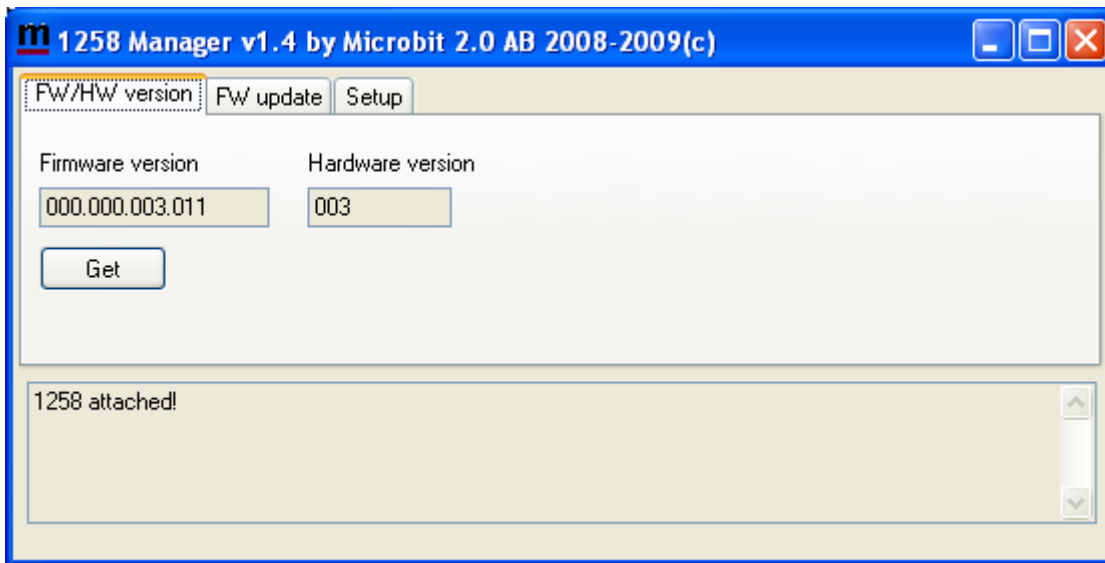 m 1258 Manager v1.4 by Microbit 2.0 AB 2008-2009(c)
FW/HW version FW update Setup
Firmware version Hardware version
000.000.003.011 003
Get
1258 attached!